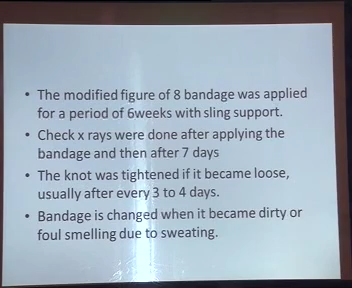 • The modified figure of 8 bandage was applied
for a period of 6weeks with sling support.
• Check x rays were done after applying the
bandage and then after 7 days
• The knot was tightened if it became loose,
usually after every 3 to 4 days.
• Bandage is changed when it became dirty or
foul smelling due to sweating.